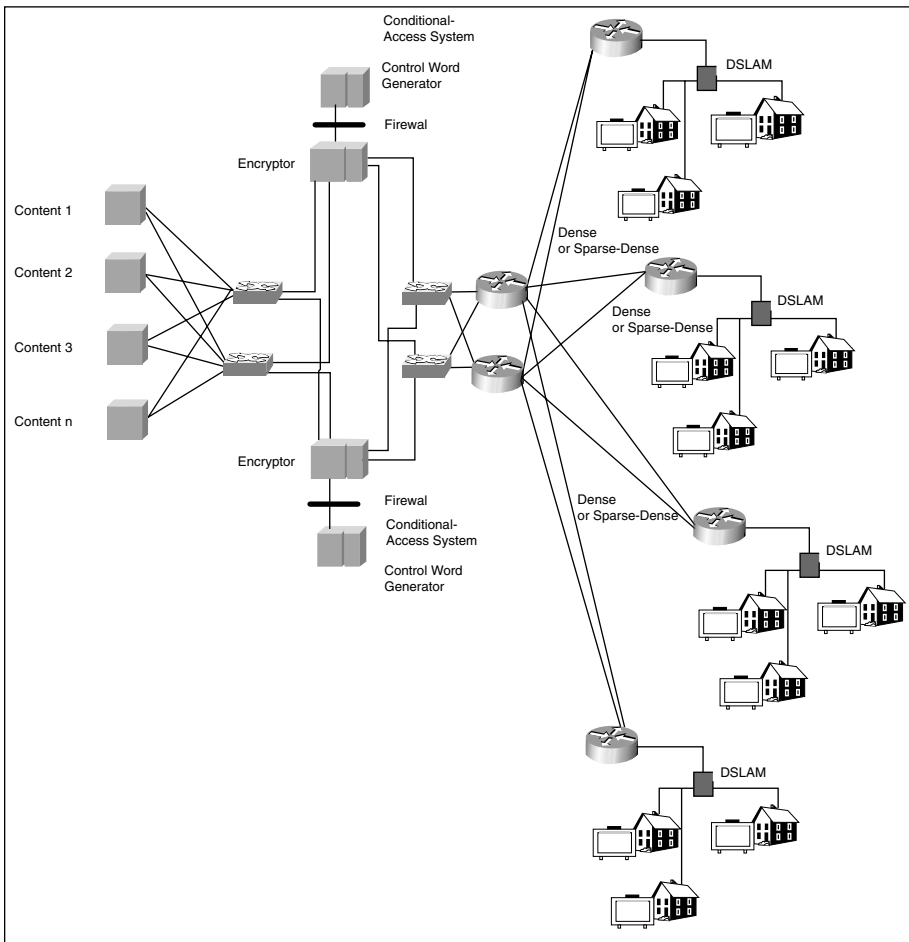 Conditional-
Access System
Control Word
Generator
Firewal
Encryptor
DSLAM
Content 1
Content 2
Content 3
Content n
Dense
or Sparse-Dense
DSLAM
Dense
or Sparse-Dense
Encryptor
Firewal
Conditional-
Access System
Control Word
Generator
Dense
or Sparse-Dense
DSLAM
DSLAM